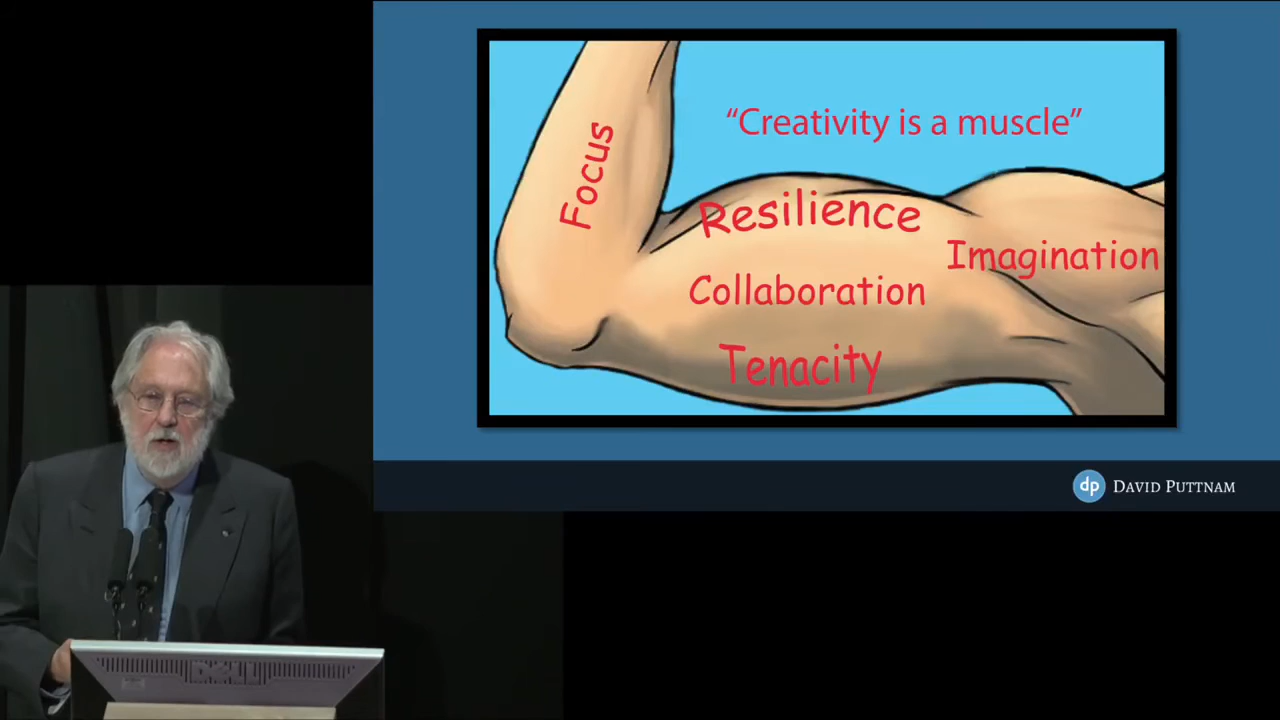 “Creativity is a muscle”
Focus
Resilience
Imagination
Collaboration
Tenacity
dp DAVID PUTTNAM